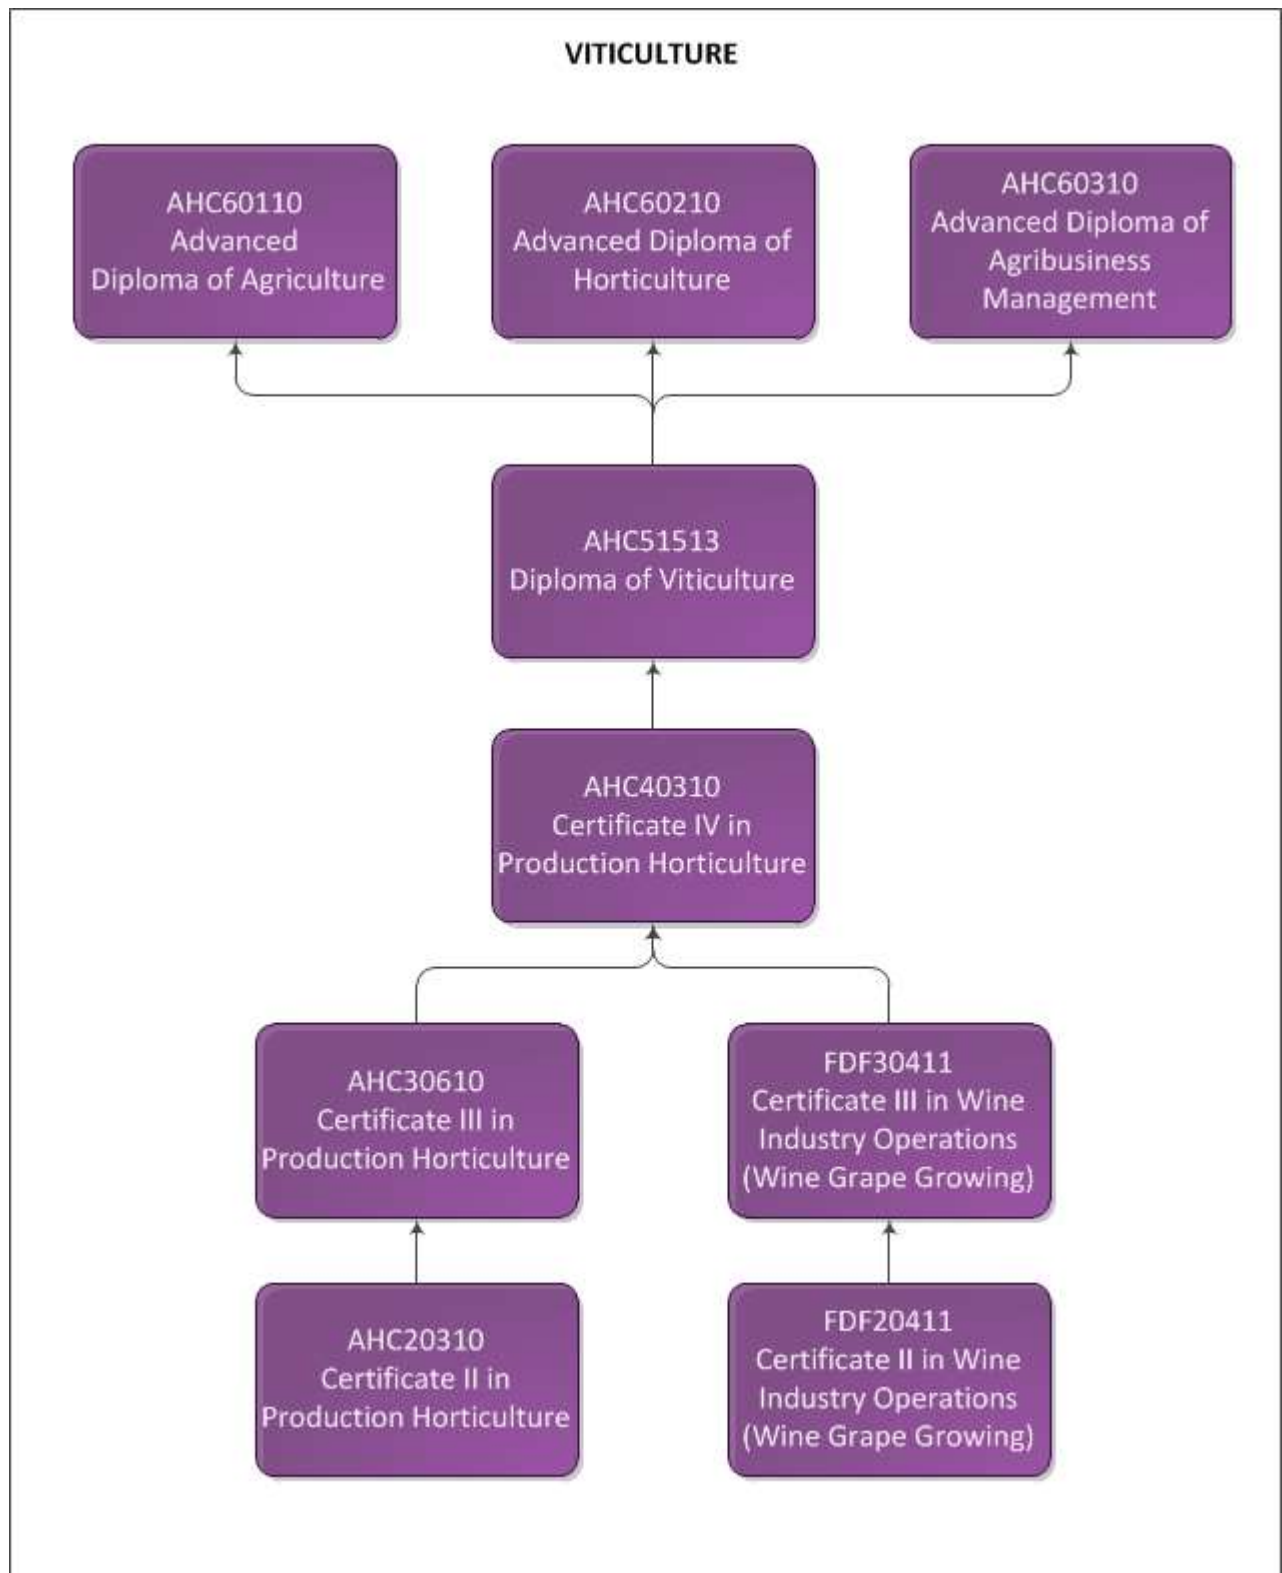 VITICULTURE
AHC60110
Advanced
Diploma of Agriculture
AHC60210
Advanced Diploma of
Horticulture
AHC60310
Advanced Diploma of
Agribusiness
Management
AHC51513
Diploma of Viticulture
AHC40310
Certificate IV in
Production Horticulture
AHC30610
Certificate III in
Production Horticulture
FDF30411
Certificate III in Wine
Industry Operations
(Wine Grape Growing)
AHC20310
Certificate II in
Production Horticulture
FDF20411
Certificate II in Wine
Industry Operations
(Wine Grape Growing)